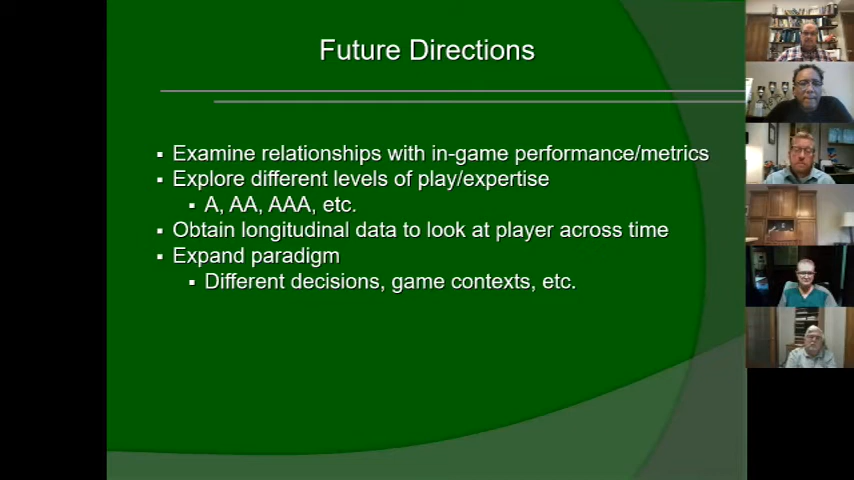 Future Directions
▪ Examine relationships with in-game performance/metrics
▪ Explore different levels of play/expertise
▪ A, AA, AAA, etc.
▪ Obtain longitudinal data to look at player across time
▪ Expand paradigm
▪ Different decisions, game contexts, etc.